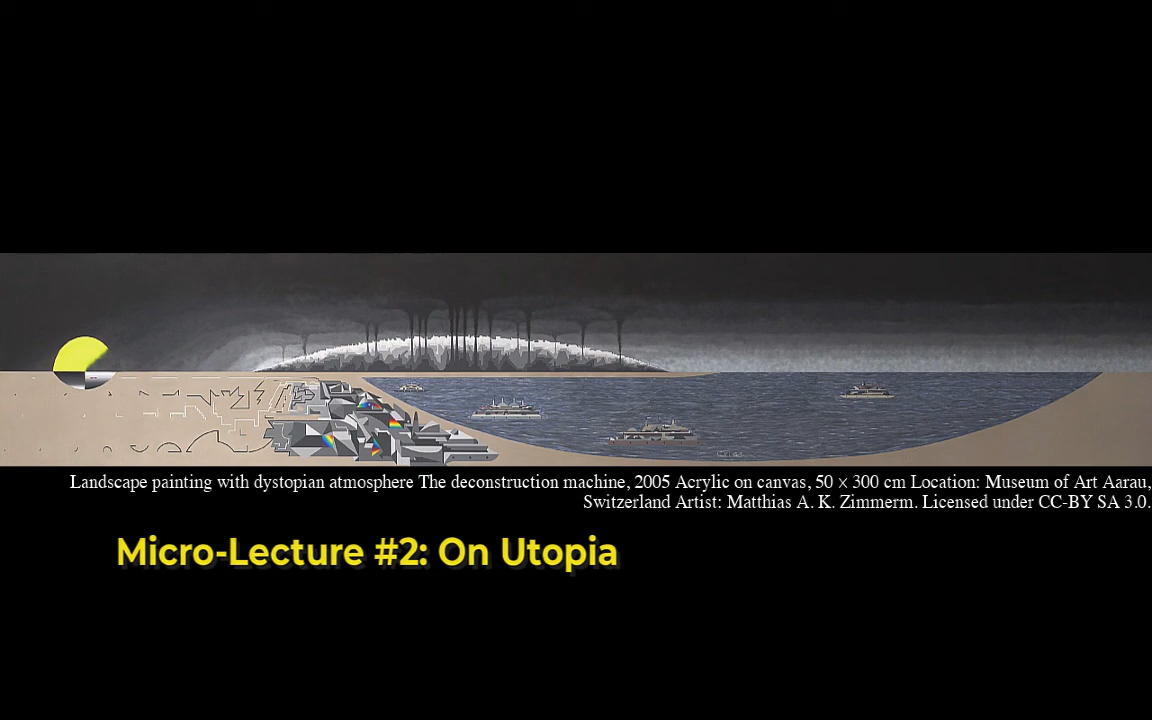 Landscape painting with dystopian atmosphere The deconstruction machine, 2005 Acrylic on canvas, 50 × 300 cm Location: Museum of Art Aarau,
Switzerland Artist: Matthias A. K. Zimmerm. Licensed under CC-BY SA 3.0.
Micro-Lecture #2: On Utopia